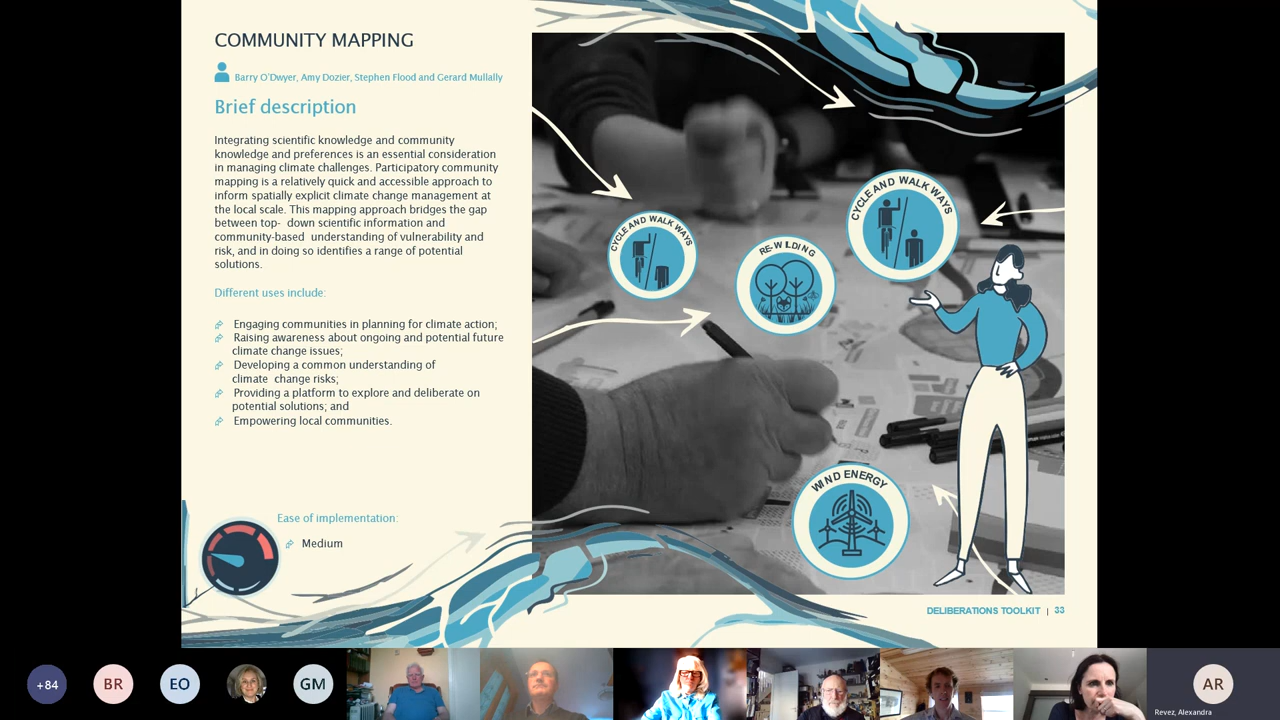 COMMUNITY MAPPING
Barry O'Dwyer, Amy Dozier, Stephen Flood and Gerard Mullally
Brief description
Integrating scientific knowledge and community
knowledge and preferences is an essential consideration
in managing climate challenges. Participatory community
mapping is a relatively quick and accessible approach to
inform spatially explicit climate change management at
the local scale. This mapping approach bridges the gap
between top- down scientific information and
community-based understanding of vulnerability and
risk, and in doing so identifies a range of potential
solutions.
Different uses include:
Engaging communities in planning for climate action;
Raising awareness about ongoing and potential future
climate change issues;
Developing a common understanding of
climate change risks;
Providing a platform to explore and deliberate on
potential solutions; and
Empowering local communities.
Ease of implementation:
Medium
CYCLE AND WALK WAYS
RE-WILDING
CYCLE AND WALK WAYS
WIND ENERGY
DELIBERATIONS TOOLKIT | 33
+84
BR
EO
GM
AR
Revez, Alexandra